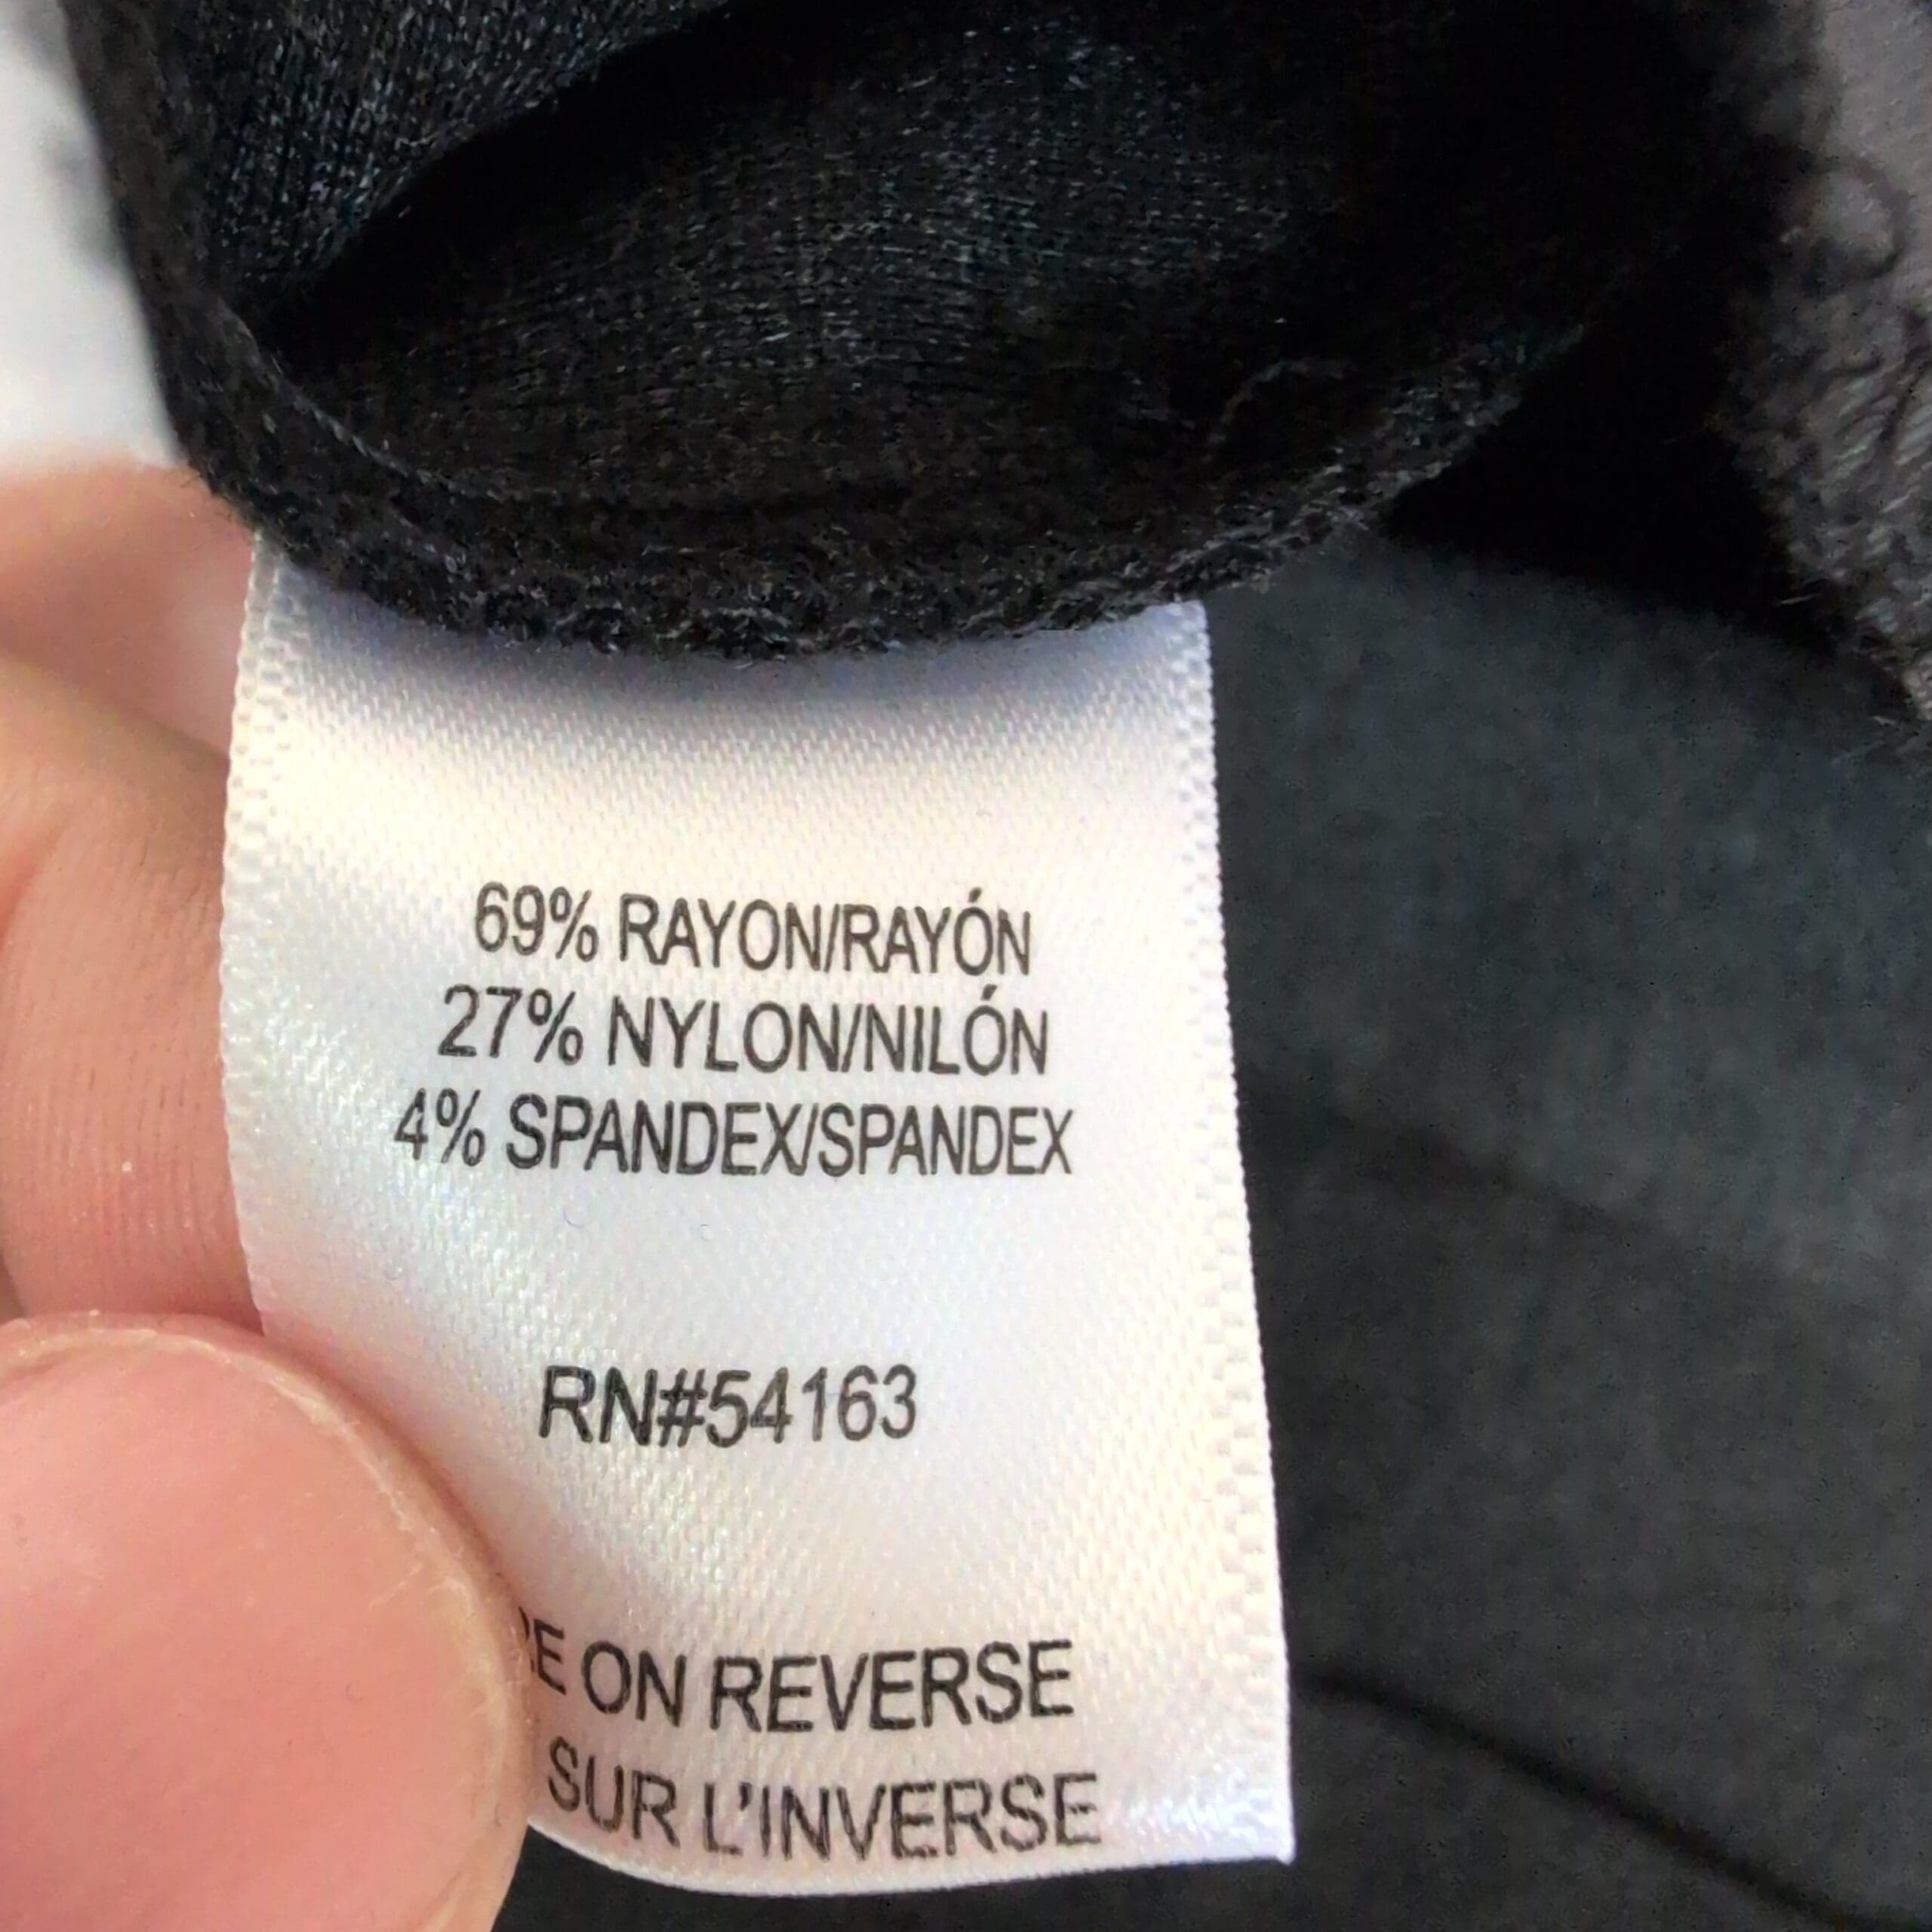 69% RAYON/RAYÓN
27% NYLON/NILÓN
4% SPANDEX/SPANDEX
RN#54163
ON REVERSE
SUR L'INVERSE